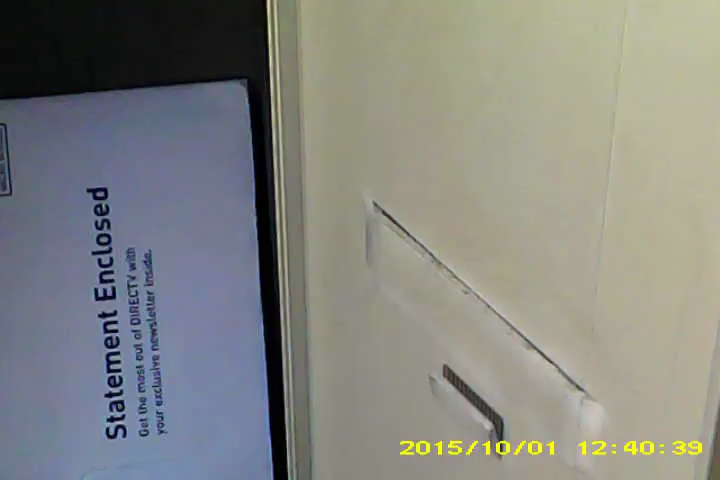 Statement Enclosed
Get the most out of DIRECTV with
your exclusive newsletter inside.
2015/10/01 12:40:39